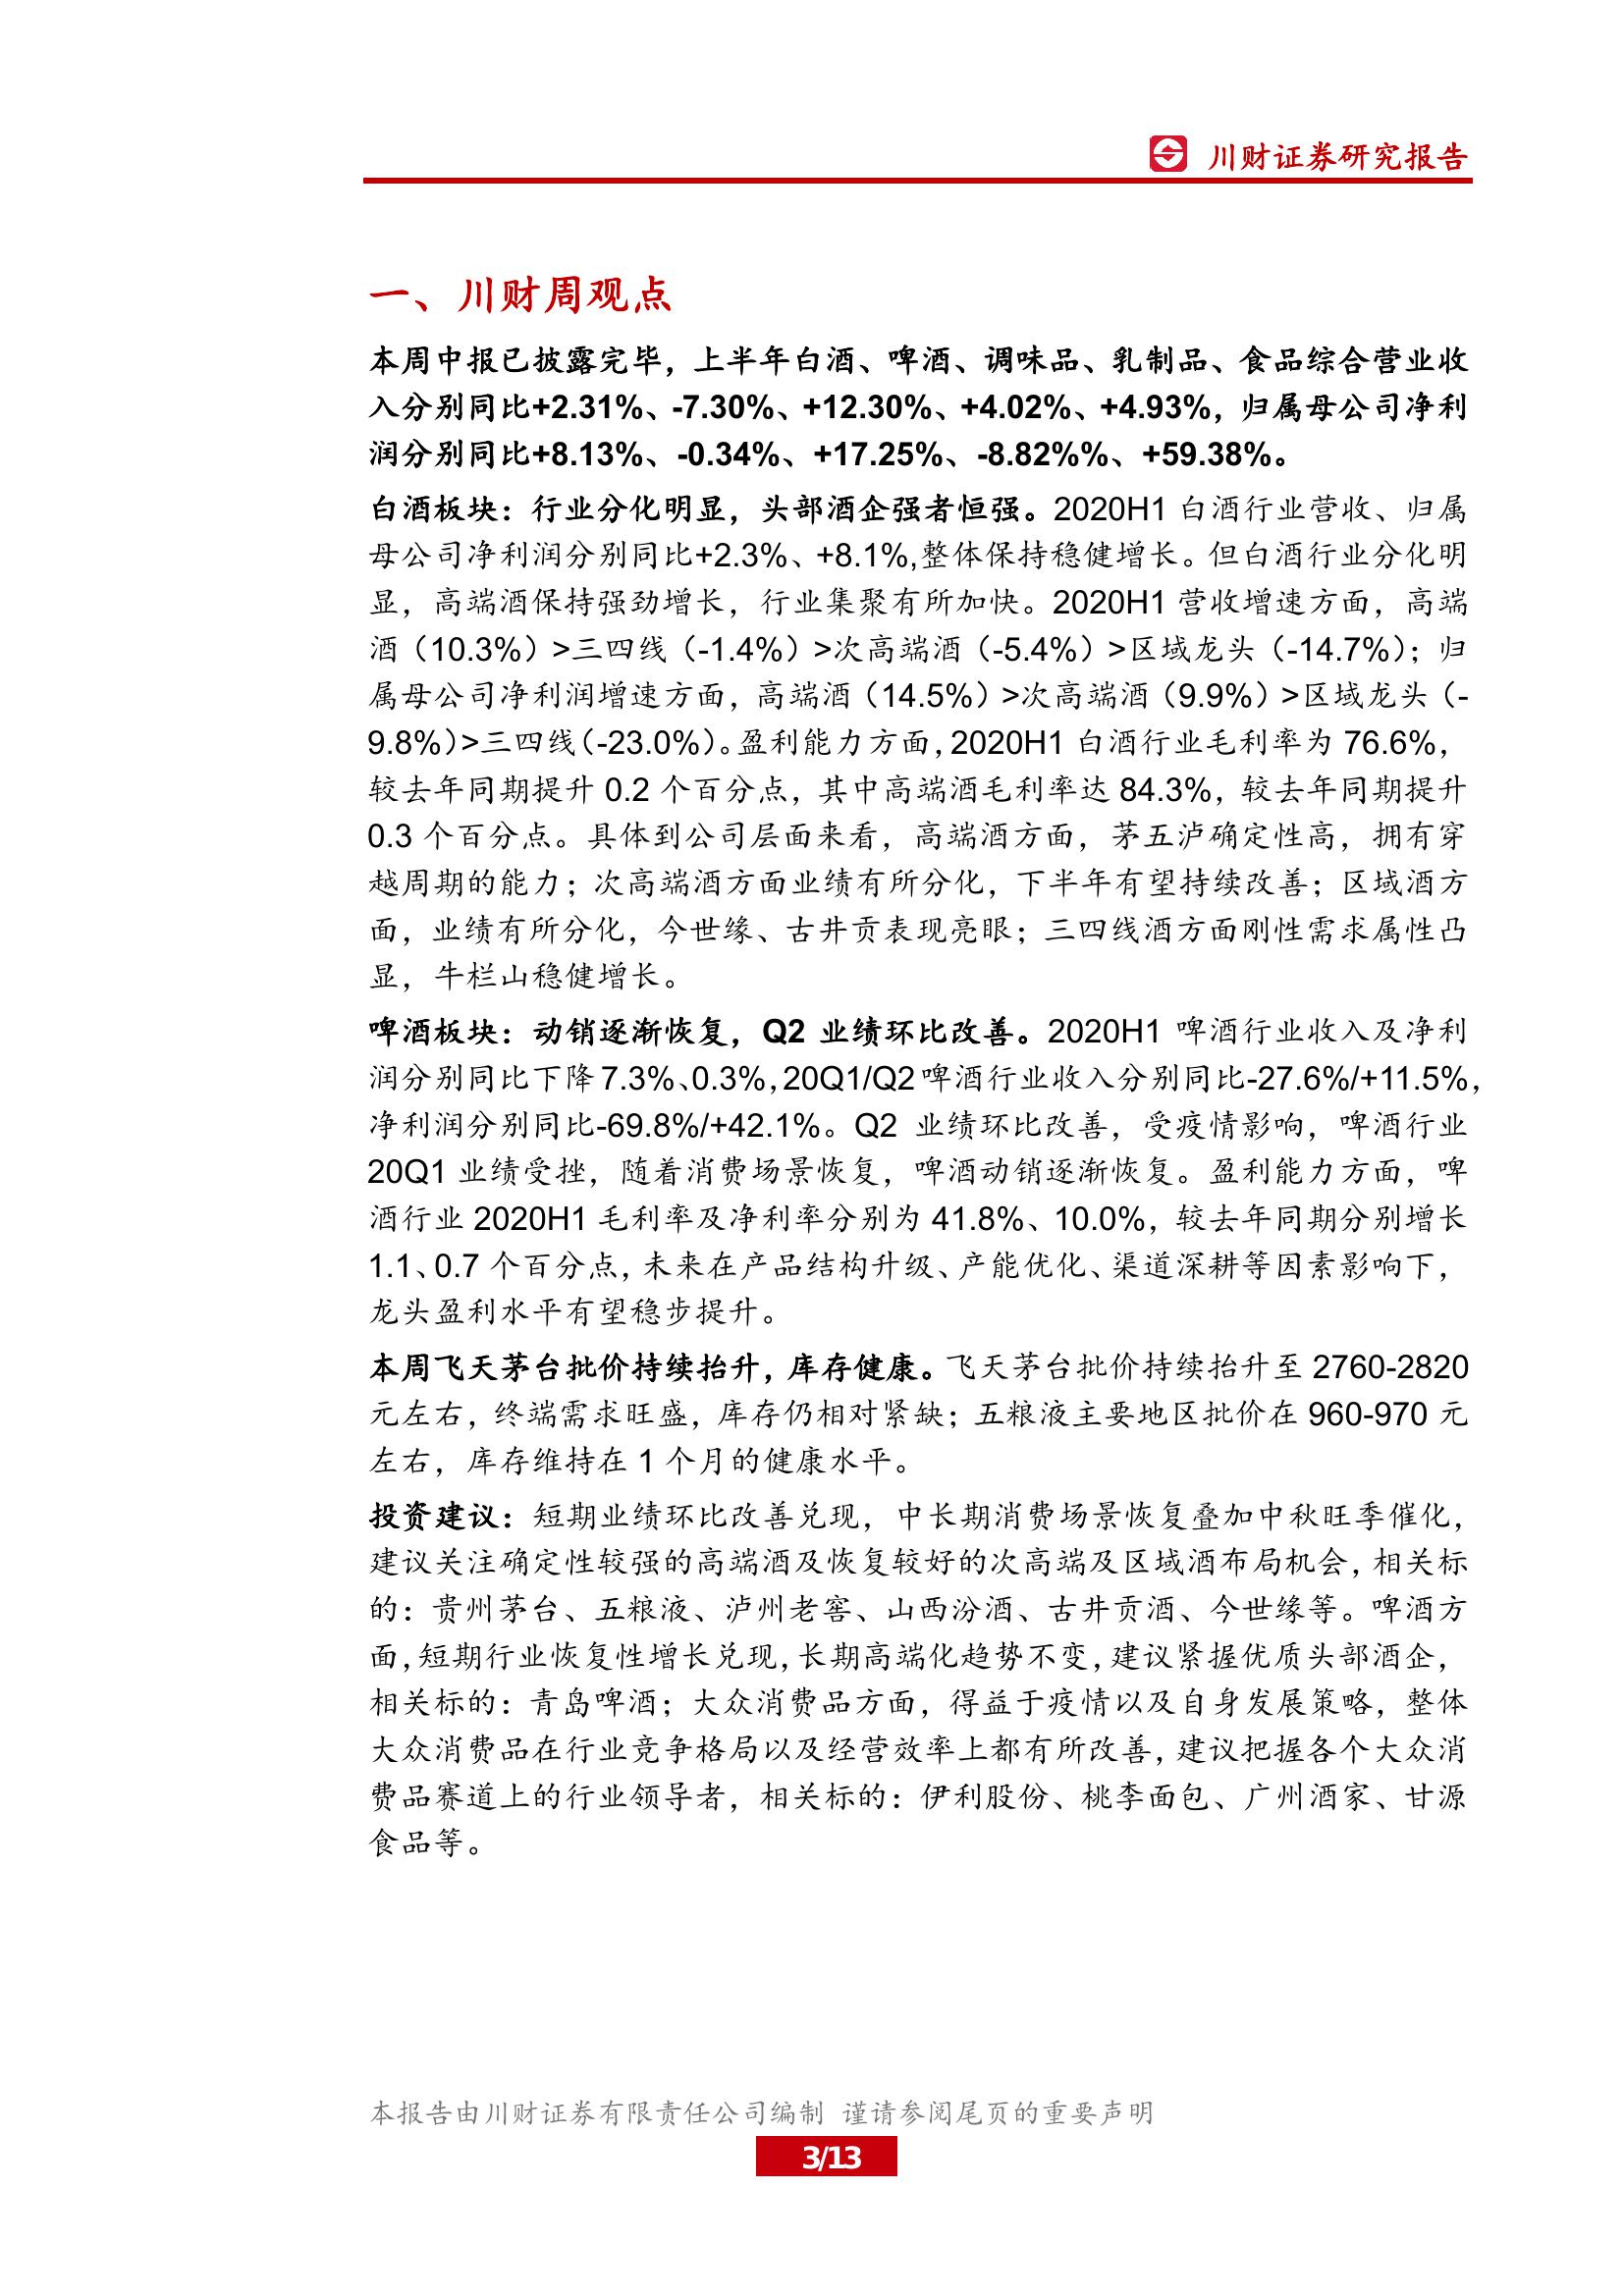 川财证券研究报告
一、川财周观点
本周中报已披露完毕，上半年白酒、啤酒、调味品、乳制品、食品综合营业收
入分别同比+2.31%、-7.30%、+12.30%、+4.02%、+4.93%，归属母公司净利
润分别同比+8.13%、-0.34%、+17.25%、-8.82%%、+59.38%。
白酒板块：行业分化明显，头部酒企强者恒强。2020H1 白酒行业营收、归属
母公司净利润分别同比+2.3%、+8.1%,整体保持稳健增长。但白酒行业分化明
显，高端酒保持强劲增长，行业集聚有所加快。2020H1 营收增速方面，高端
酒（10.3%）>三四线（-1.4%）>次高端酒（-5.4%）>区域龙头（-14.7%）；归
属母公司净利润增速方面，高端酒（14.5%）>次高端酒（9.9%）>区域龙头（-
9.8%）>三四线（-23.0%）。盈利能力方面，2020H1 白酒行业毛利率为 76.6%，
较去年同期提升 0.2 个百分点，其中高端酒毛利率达 84.3%，较去年同期提升
0.3 个百分点。具体到公司层面来看，高端酒方面，茅五泸确定性高，拥有穿
越周期的能力；次高端酒方面业绩有所分化，下半年有望持续改善；区域酒方
面，业绩有所分化，今世缘、古井贡表现亮眼；三四线酒方面刚性需求属性凸
显，牛栏山稳健增长。
啤酒板块：动销逐渐恢复，Q2 业绩环比改善。2020H1 啤酒行业收入及净利
润分别同比下降 7.3%、0.3%，20Q1/Q2 啤酒行业收入分别同比-27.6%/+11.5%，
净利润分别同比-69.8%/+42.1%。Q2 业绩环比改善，受疫情影响，啤酒行业
20Q1 业绩受挫，随着消费场景恢复，啤酒动销逐渐恢复。盈利能力方面，啤
酒行业 2020H1 毛利率及净利率分别为 41.8%、10.0%，较去年同期分别增长
1.1、0.7 个百分点，未来在产品结构升级、产能优化、渠道深耕等因素影响下，
龙头盈利水平有望稳步提升。
本周飞天茅台批价持续抬升，库存健康。飞天茅台批价持续抬升至 2760-2820
元左右，终端需求旺盛，库存仍相对紧缺；五粮液主要地区批价在 960-970 元
左右，库存维持在 1 个月的健康水平。
投资建议：短期业绩环比改善兑现，中长期消费场景恢复叠加中秋旺季催化，
建议关注确定性较强的高端酒及恢复较好的次高端及区域酒布局机会，相关标
的：贵州茅台、五粮液、泸州老窖、山西汾酒、古井贡酒、今世缘等。啤酒方
面，短期行业恢复性增长兑现，长期高端化趋势不变，建议紧握优质头部酒企，
相关标的：青岛啤酒；大众消费品方面，得益于疫情以及自身发展策略，整体
大众消费品在行业竞争格局以及经营效率上都有所改善，建议把握各个大众消
费品赛道上的行业领导者，相关标的：伊利股份、桃李面包、广州酒家、甘源
食品等。
本报告由川财证券有限责任公司编制 谨请参阅尾页的重要声明
3/13